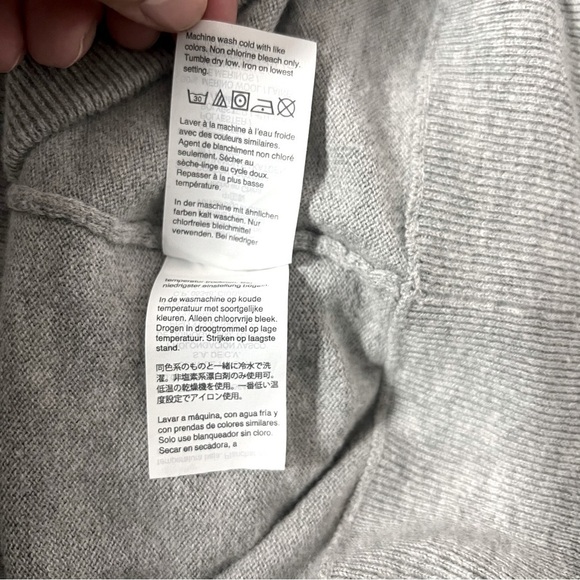 Machine wash cold with like
colors. Non chlorine bleach only.
Tumble dry low. Iron on lowest
setting.
30
Laver à la machine à l'eau froide
avec des couleurs similaires.
Agent de blanchiment non chloré
seulement. Sécher au
sèche-linge au cycle doux.
Repasser à la plus basse
température.
In der maschine mit ähnlichen
farben kalt waschen. Nur
chlorfreies bleichmittel
verwenden. Bei niedriger
niedrigster einstellung
In de wasmachine op koude
temperatuur met soortgelijke
kleuren. Alleen chloorvrije bleek.
Drogen in droogtrommel op lage
temperatuur. Strijken op laagste
stand.
同色系のものと一緒に冷水で洗
濯。非塩素系漂白剤のみ使用可。
低温の乾燥機を使用。一番低い温
度設定でアイロン使用。
Lavar a máquina, con agua fría y
con prendas de colores similares.
Solo use blanqueador sin cloro.
Secar en secadora, a